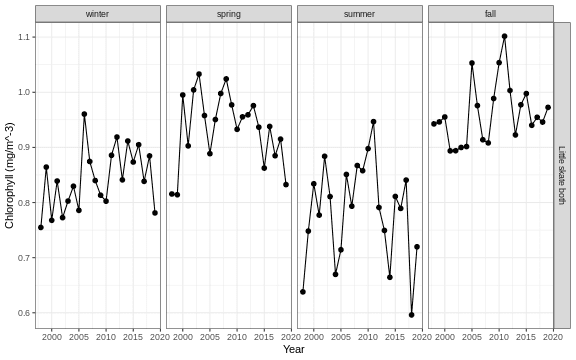 winter
spring
summer
fall
Chlorophyll (mg/m^-3)
1.1
1.0
0.9
0.8
0.7
0.6
Little skate both
2000 2005 2010 2015 2020
2000 2005 2010 2015 2020
2000 2005 2010 2015 2020
2000 2005 2010 2015 2020
Year